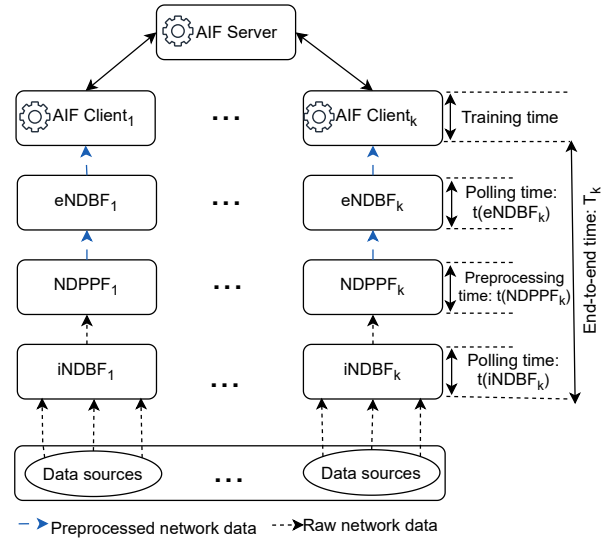 AIF Server
AIF Client1
...
AIF Clientk
Training time
eNDBF1
...
eNDBFk
Polling time:
t(eNDBFk)
NDPPF1
...
NDPPFk
Preprocessing
time: t(NDPPFk)
iNDBF1
...
iNDBFk
Polling time:
t(iNDBFk)
End-to-end time: Tk
Data sources
...
Data sources
Preprocessed network data
Raw network data